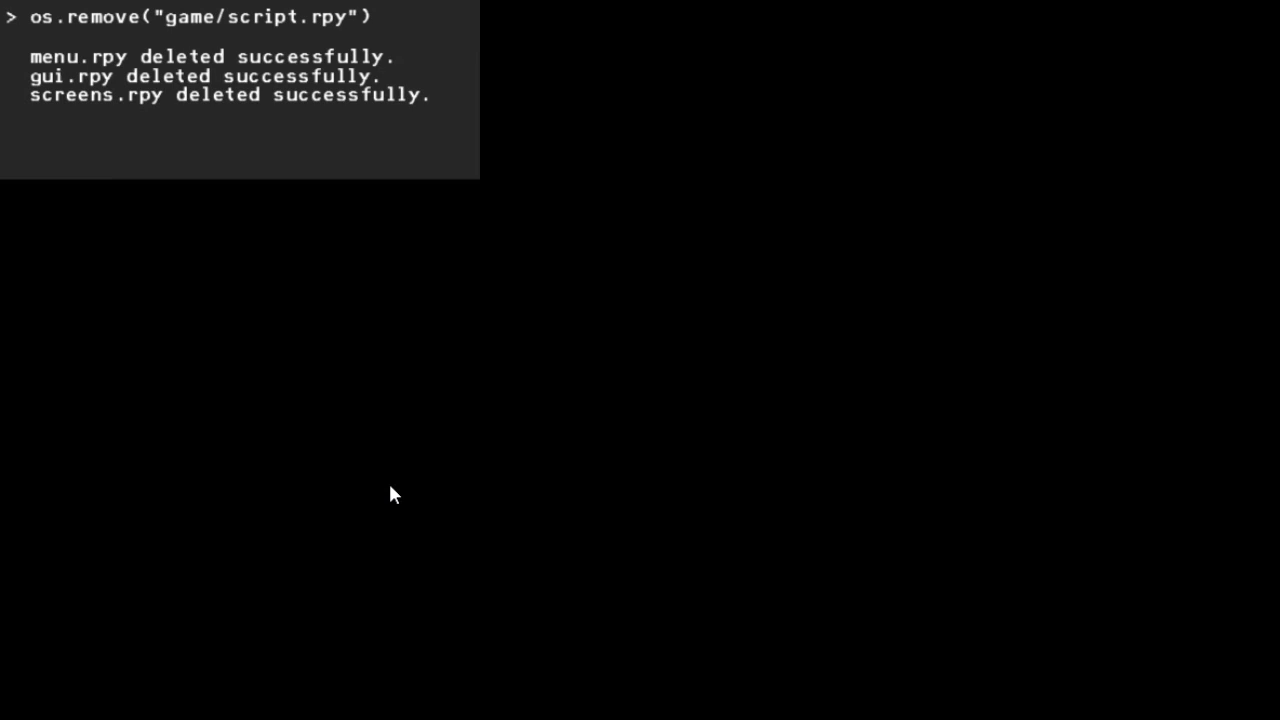 > os.remove("game/script.rpy")
menu.rpy deleted successfully.
gui.rpy deleted successfully.
screens.rpy deleted successfully.